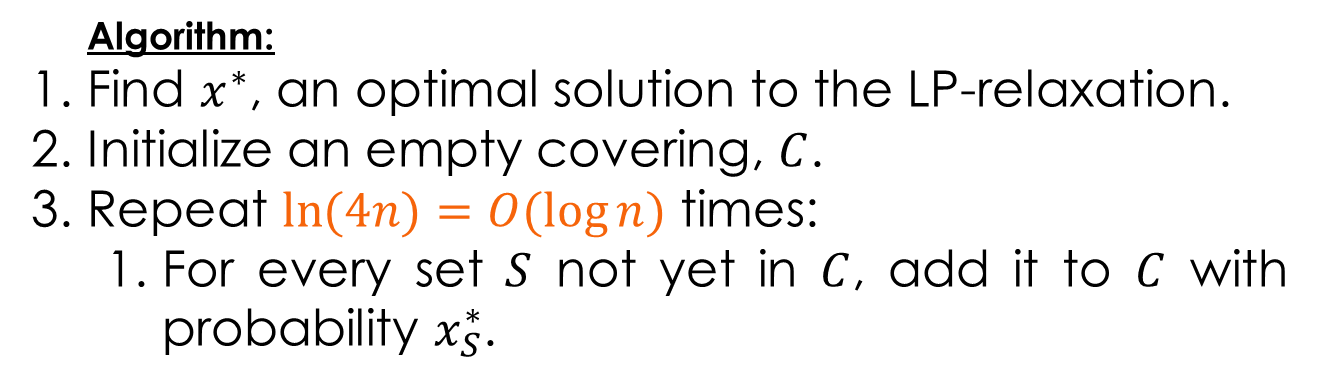 Algorithm:
1. Find x*, an optimal solution to the LP-relaxation.
2. Initialize an empty covering, C.
3. Repeat ln(4n) = O(log n) times:
1. For every set S not yet in C, add it to C with
probability x*_S.